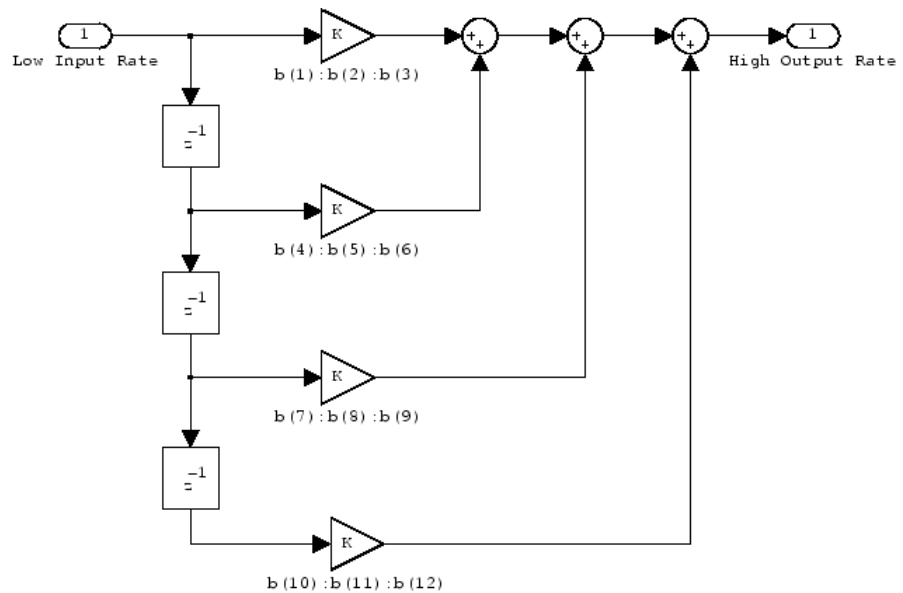 1
Low Input Rate
K
b(1):b(2):b(3)
+
+
+
+
+
+
1
High Output Rate
z-1
K
b(4):b(5):b(6)
z-1
K
b(7):b(8):b(9)
z-1
K
b(10):b(11):b(12)